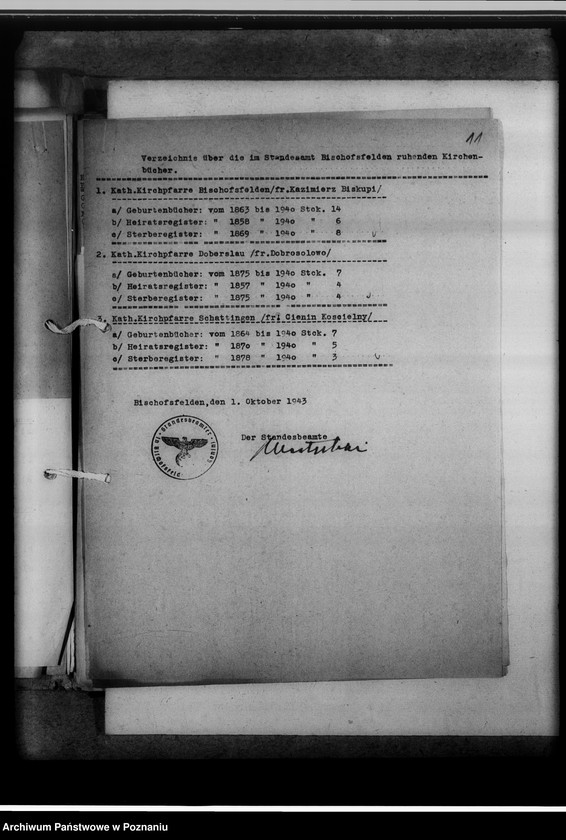 11
Verzeichnis über die im Standesamt Bischofsfelden ruhenden Kirchen-
bücher.
1. Kath.Kirchpfarre Bischofsfelden/fr.Kazimierz Biskupi/
a/ Geburtenbücher: vom 1863 bis 1940 Stck. 14
b/ Heiratsregister: " 1858 " 1940 " 6
c/ Sterberegister: " 1869 " 1940 " 8
2. Kath.Kirchpfarre Doberslau /fr.Dobrosolowo/
a/ Geburtenbücher: vom 1875 bis 1940 Stck. 7
b/ Heiratsregister: " 1857 " 1940 " 4
c/ Sterberegister: " 1875 " 1940 " 4
3. Kath.Kirchpfarre Schattingen /fr. Cienin Koscielny/
a/ Geburtenbücher: vom 1864 bis 1940 Stck. 7
b/ Heiratsregister: " 1870 " 1940 " 5
c/ Sterberegister: " 1878 " 1940 " 3
Bischofsfelden,den 1. Oktober 1943
Der Standesbeamte
Archiwum Państwowe w Poznaniu